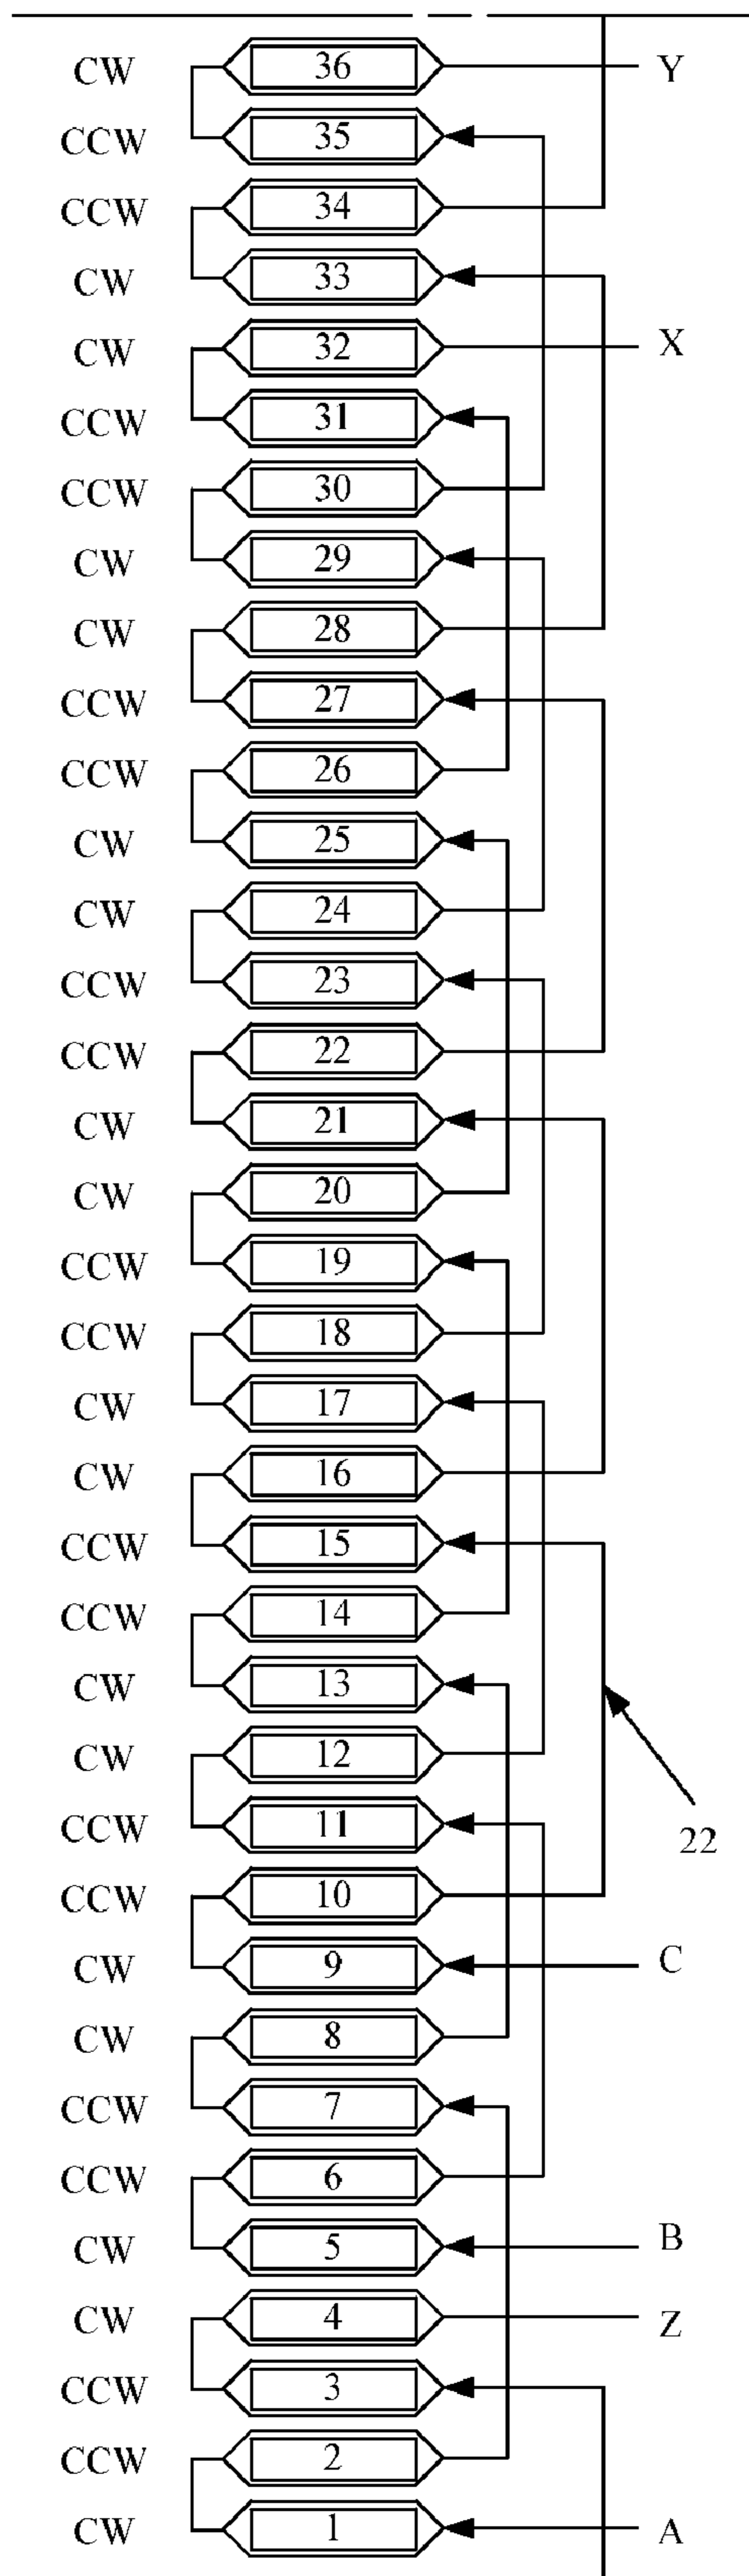 CW 36 Y
CCW 35
CCW 34
CW 33
CW 32 X
CCW 31
CCW 30
CW 29
CW 28
CCW 27
CCW 26
CW 25
CW 24
CCW 23
CCW 22
CW 21
CW 20
CCW 19
CCW 18
CW 17
CW 16
CCW 15
CCW 14
CW 13
CW 12
CCW 11
22
CCW 10
CW 9 C
CW 8
CCW 7
CCW 6
CW 5 B
CW 4 Z
CCW 3
CCW 2
CW 1 A